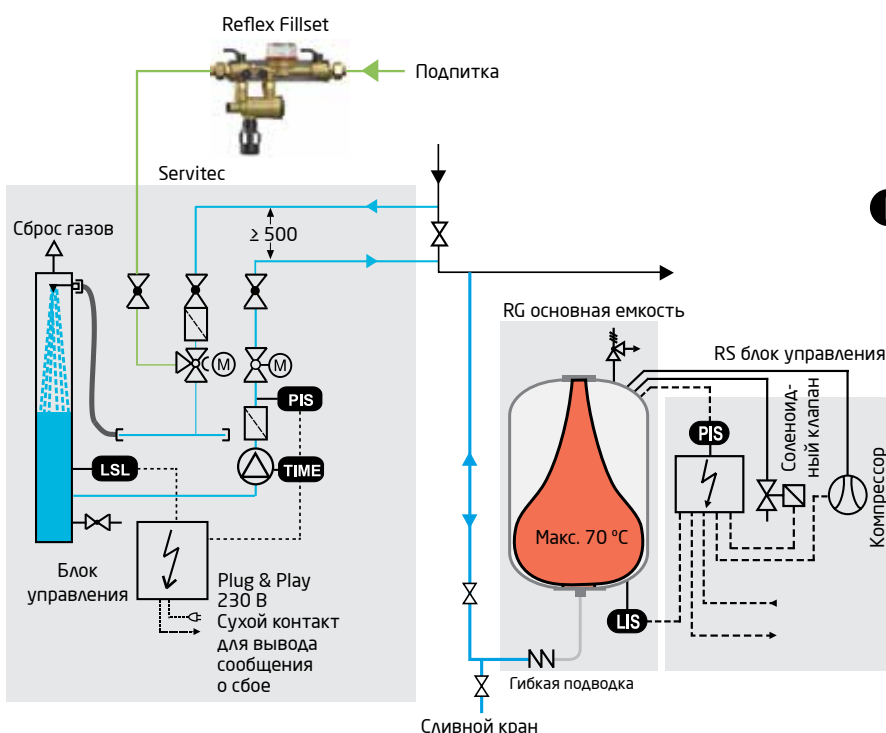 Reflex Fillset
Подпитка
Servitec
Сброс газов
≥ 500
RG основная емкость
RS блок управления
M
M
PIS
PIS
Соленоид-
ный клапан
Компрессор
LSL
TIME
Макс. 70 °C
LIS
Блок
управления
Plug & Play
230 В
Сухой контакт
для вывода
сообщения
о сбое
Гибкая подводка
Сливной кран